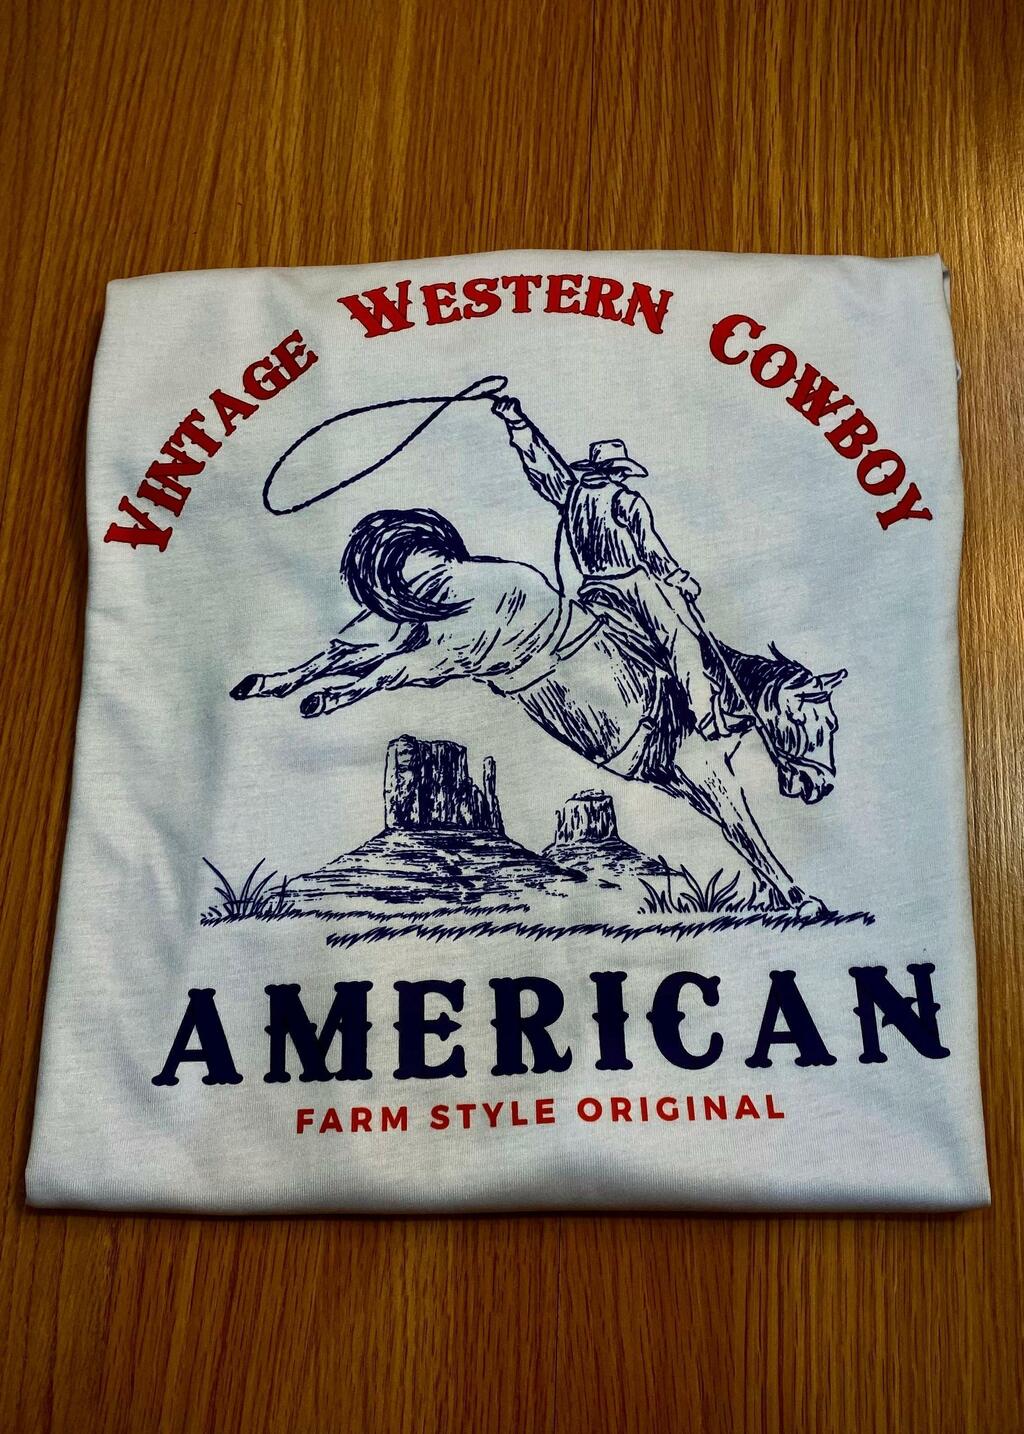 VINTAGE WESTERN COWBOY
AMERICAN
FARM STYLE ORIGINAL